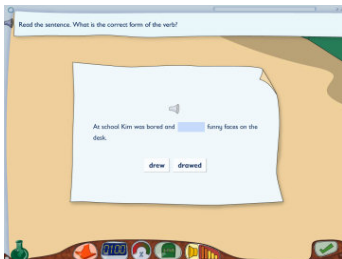 Read the sentence. What is the correct form of the verb?
At school Kim was bored and funny faces on the
desk.
drew drawed